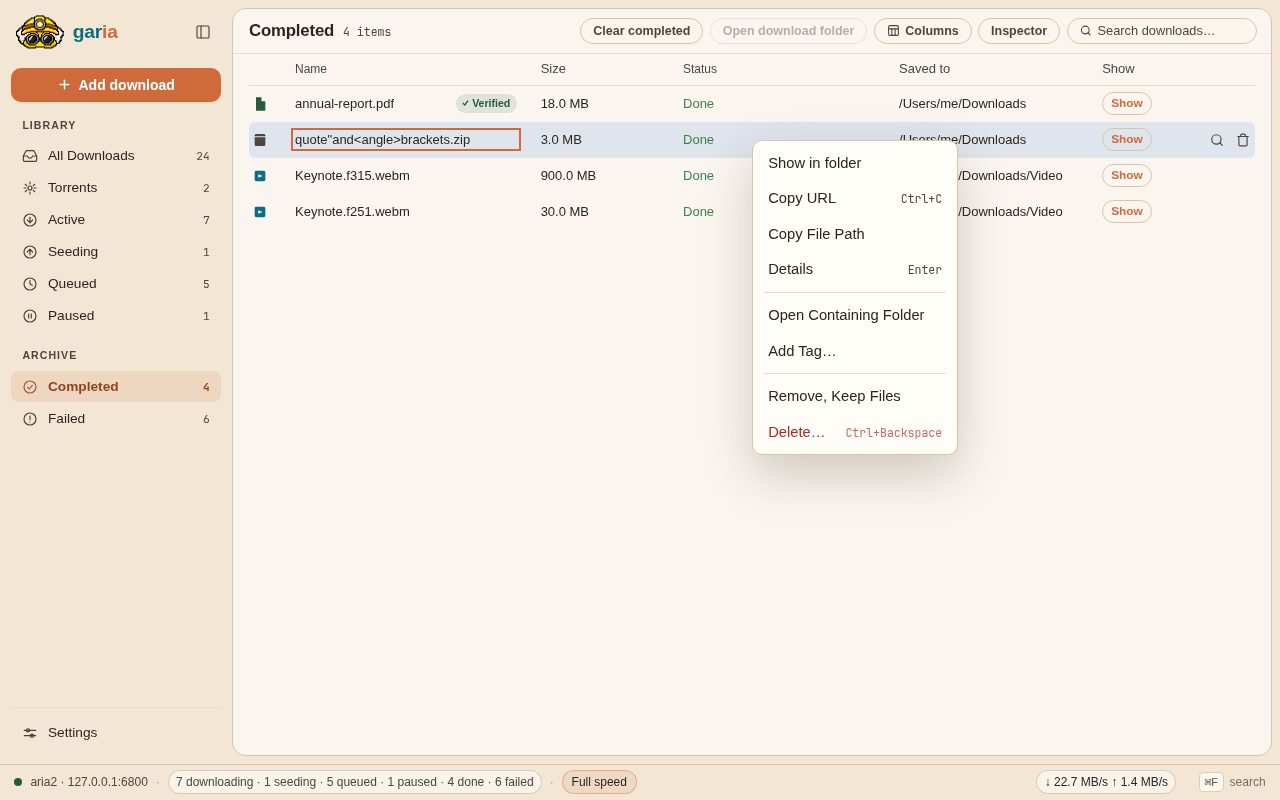 garia
Add download
LIBRARY
All Downloads 24
Torrents 2
Active 7
Seeding 1
Queued 5
Paused 1
ARCHIVE
Completed 4
Failed 6
Settings
Completed 4 items
Clear completed
Open download folder
Columns
Inspector
Search downloads…
Name Size Status Saved to Show
annual-report.pdf Verified 18.0 MB Done /Users/me/Downloads Show
quote"and<angle>brackets.zip 3.0 MB Done /Users/me/Downloads Show
Keynote.f315.webm 900.0 MB Done /Downloads/Video Show
Keynote.f251.webm 30.0 MB Done /Downloads/Video Show
Show in folder
Copy URL Ctrl+C
Copy File Path
Details Enter
Open Containing Folder
Add Tag…
Remove, Keep Files
Delete… Ctrl+Backspace
aria2 · 127.0.0.1:6800 · 7 downloading · 1 seeding · 5 queued · 1 paused · 4 done · 6 failed · Full speed
↓ 22.7 MB/s ↑ 1.4 MB/s
⌘F search